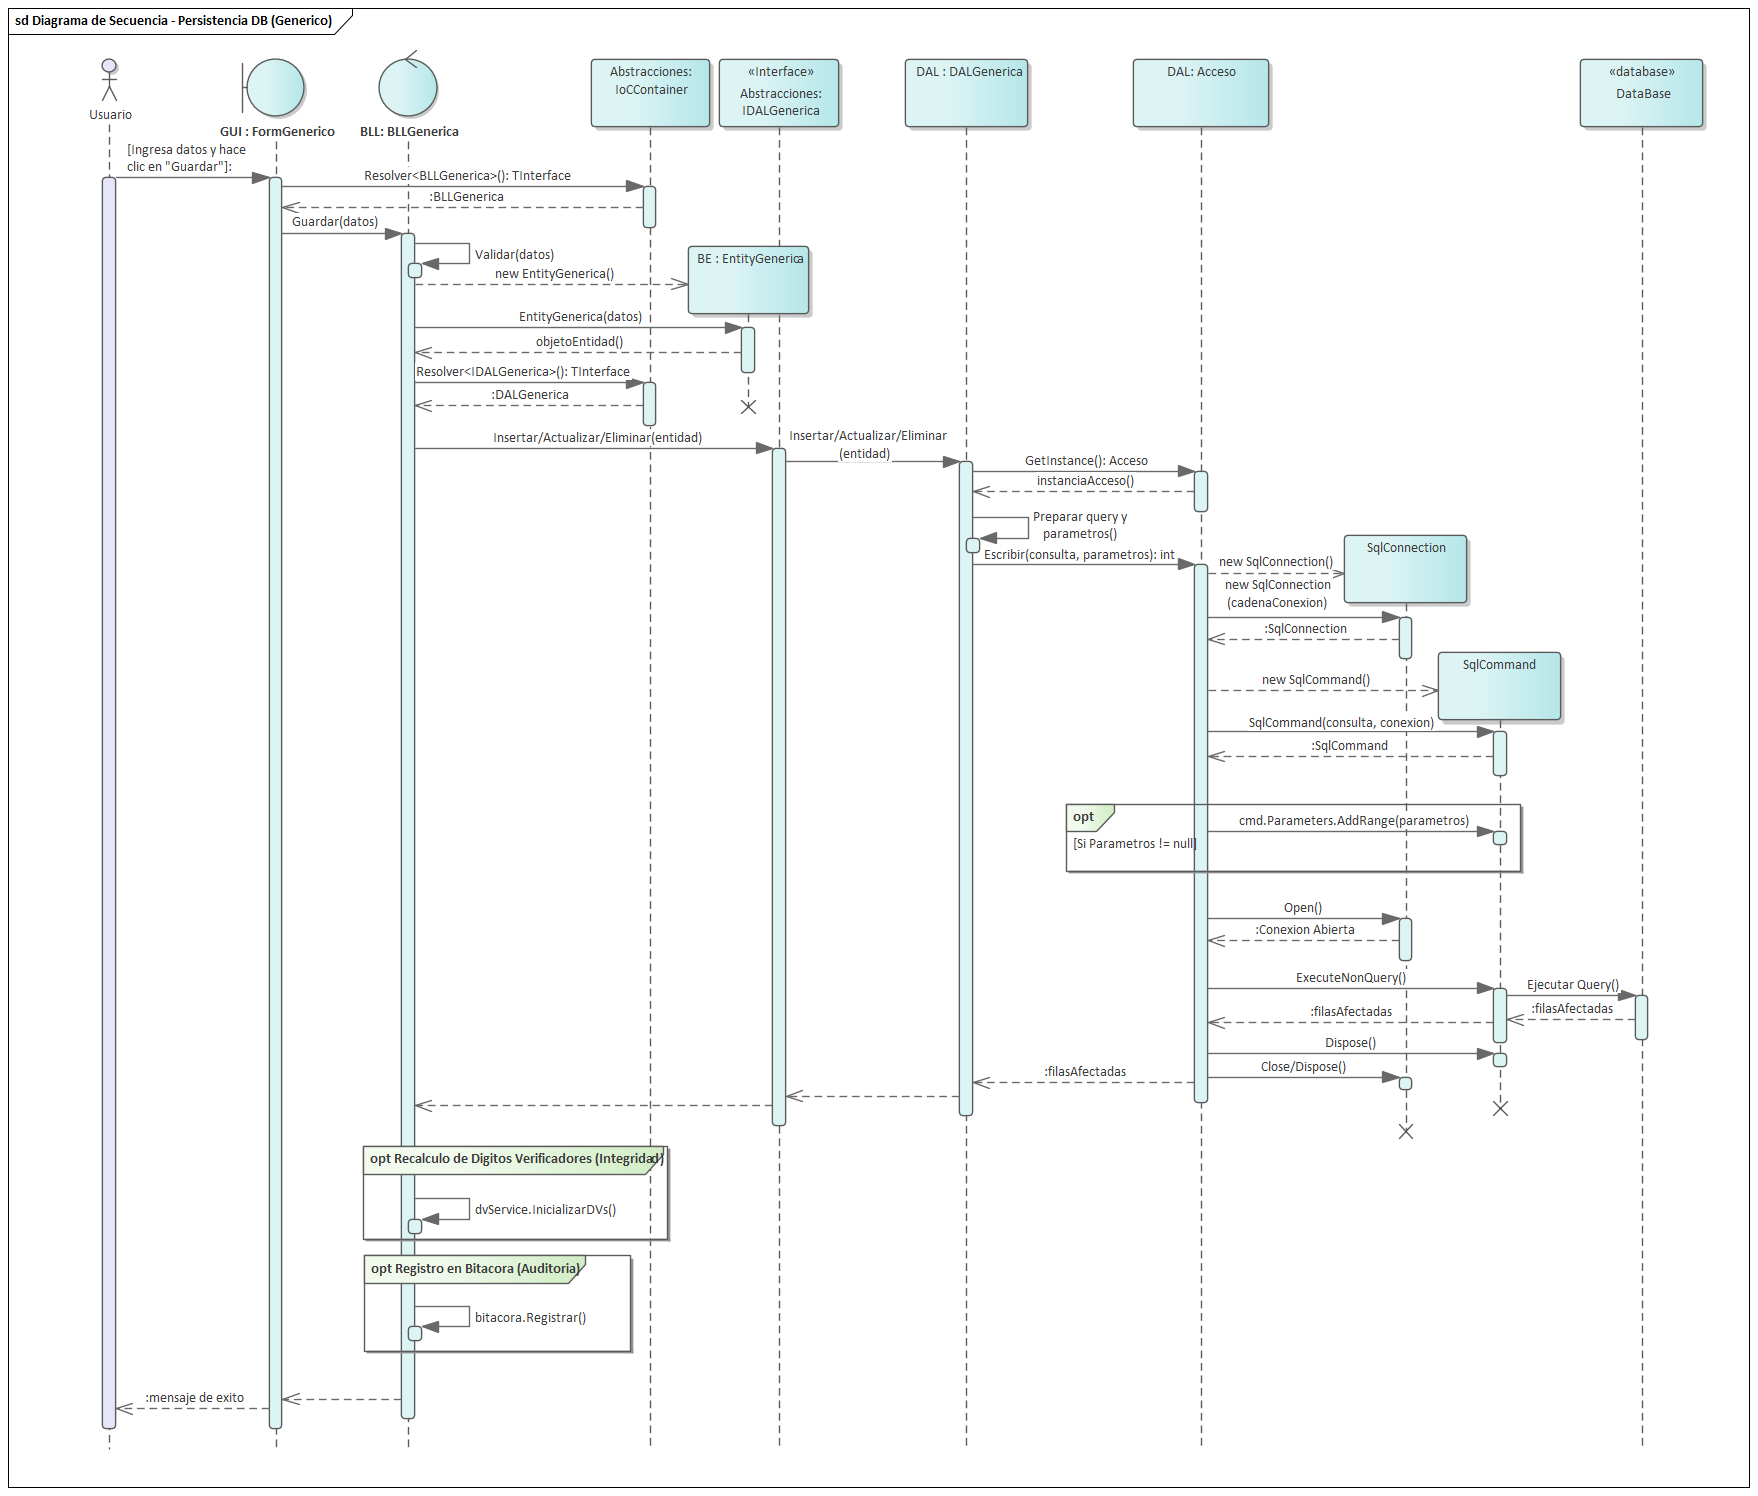 sd Diagrama de Secuencia - Persistencia DB (Generico)
Usuario
GUI : FormGenerico
BLL: BLLGenerica
Abstracciones:
IoCContainer
«Interface»
Abstracciones:
IDALGenerica
DAL : DALGenerica
DAL: Acceso
«database»
DataBase
[Ingresa datos y hace
clic en "Guardar"]:
Resolver<BLLGenerica>(): TInterface
:BLLGenerica
Guardar(datos)
Validar(datos)
BE : EntityGenerica
new EntityGenerica()
EntityGenerica(datos)
objetoEntidad()
Resolver<IDALGenerica>(): TInterface
:DALGenerica
Insertar/Actualizar/Eliminar(entidad)
Insertar/Actualizar/Eliminar
(entidad)
GetInstance(): Acceso
instanciaAcceso()
Preparar query y
parametros()
Escribir(consulta, parametros): int
SqlConnection
new SqlConnection()
new SqlConnection
(cadenaConexion)
:SqlConnection
SqlCommand
new SqlCommand()
SqlCommand(consulta, conexion)
:SqlCommand
opt
cmd.Parameters.AddRange(parametros)
[Si Parametros != null]
Open()
:Conexion Abierta
ExecuteNonQuery()
Ejecutar Query()
:filasAfectadas
:filasAfectadas
Dispose()
Close/Dispose()
:filasAfectadas
opt Recalculo de Digitos Verificadores (Integridad)
dvService.InicializarDVs()
opt Registro en Bitacora (Auditoria)
bitacora.Registrar()
:mensaje de exito